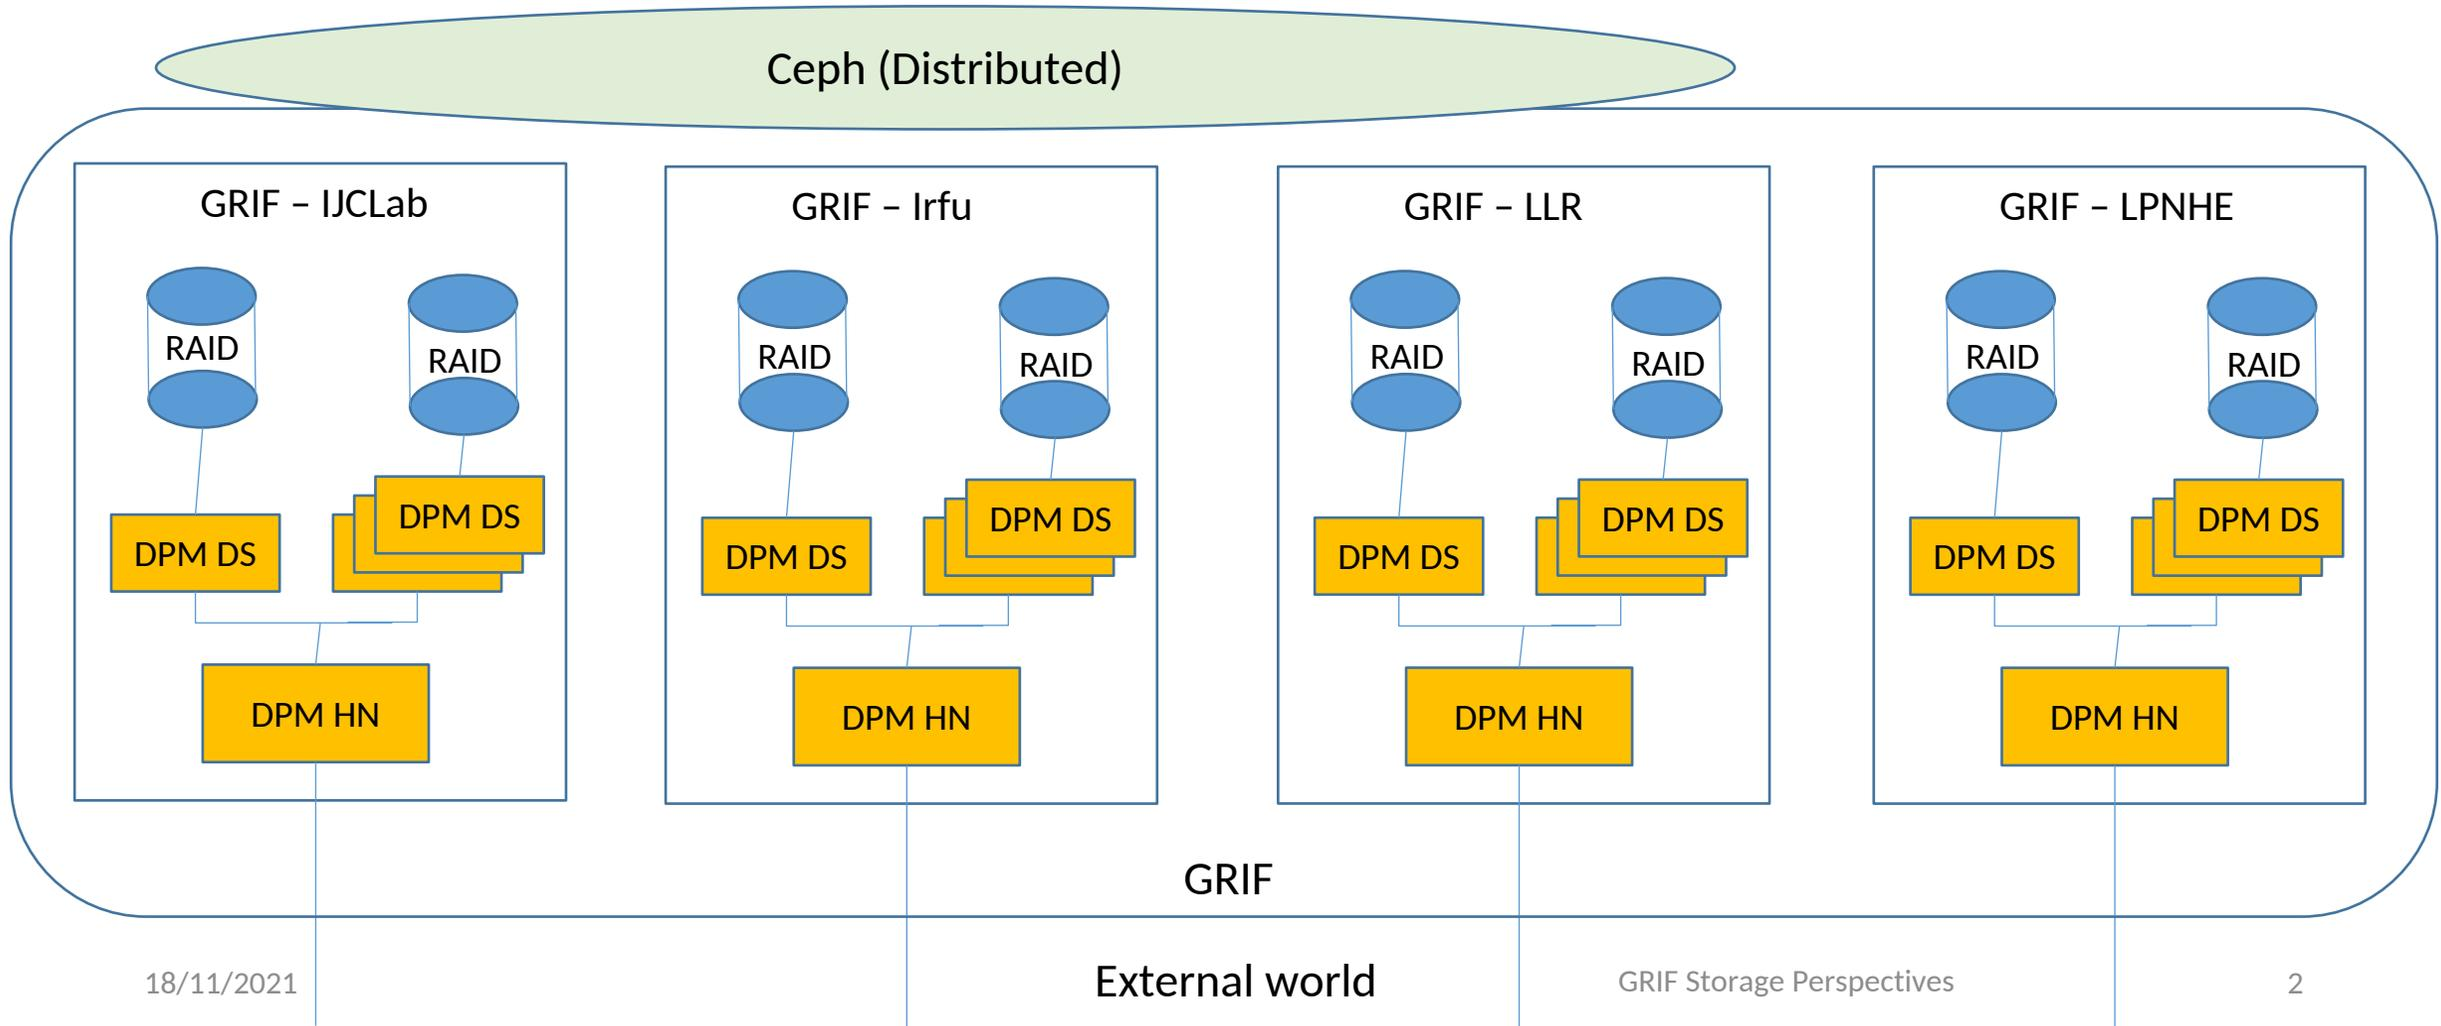 Ceph (Distributed)
GRIF – IJCLab
RAID
RAID
DPM DS
DPM DS
DPM HN
GRIF – Irfu
RAID
RAID
DPM DS
DPM DS
DPM HN
GRIF – LLR
RAID
RAID
DPM DS
DPM DS
DPM HN
GRIF – LPNHE
RAID
RAID
DPM DS
DPM DS
DPM HN
GRIF
External world
18/11/2021
GRIF Storage Perspectives
2